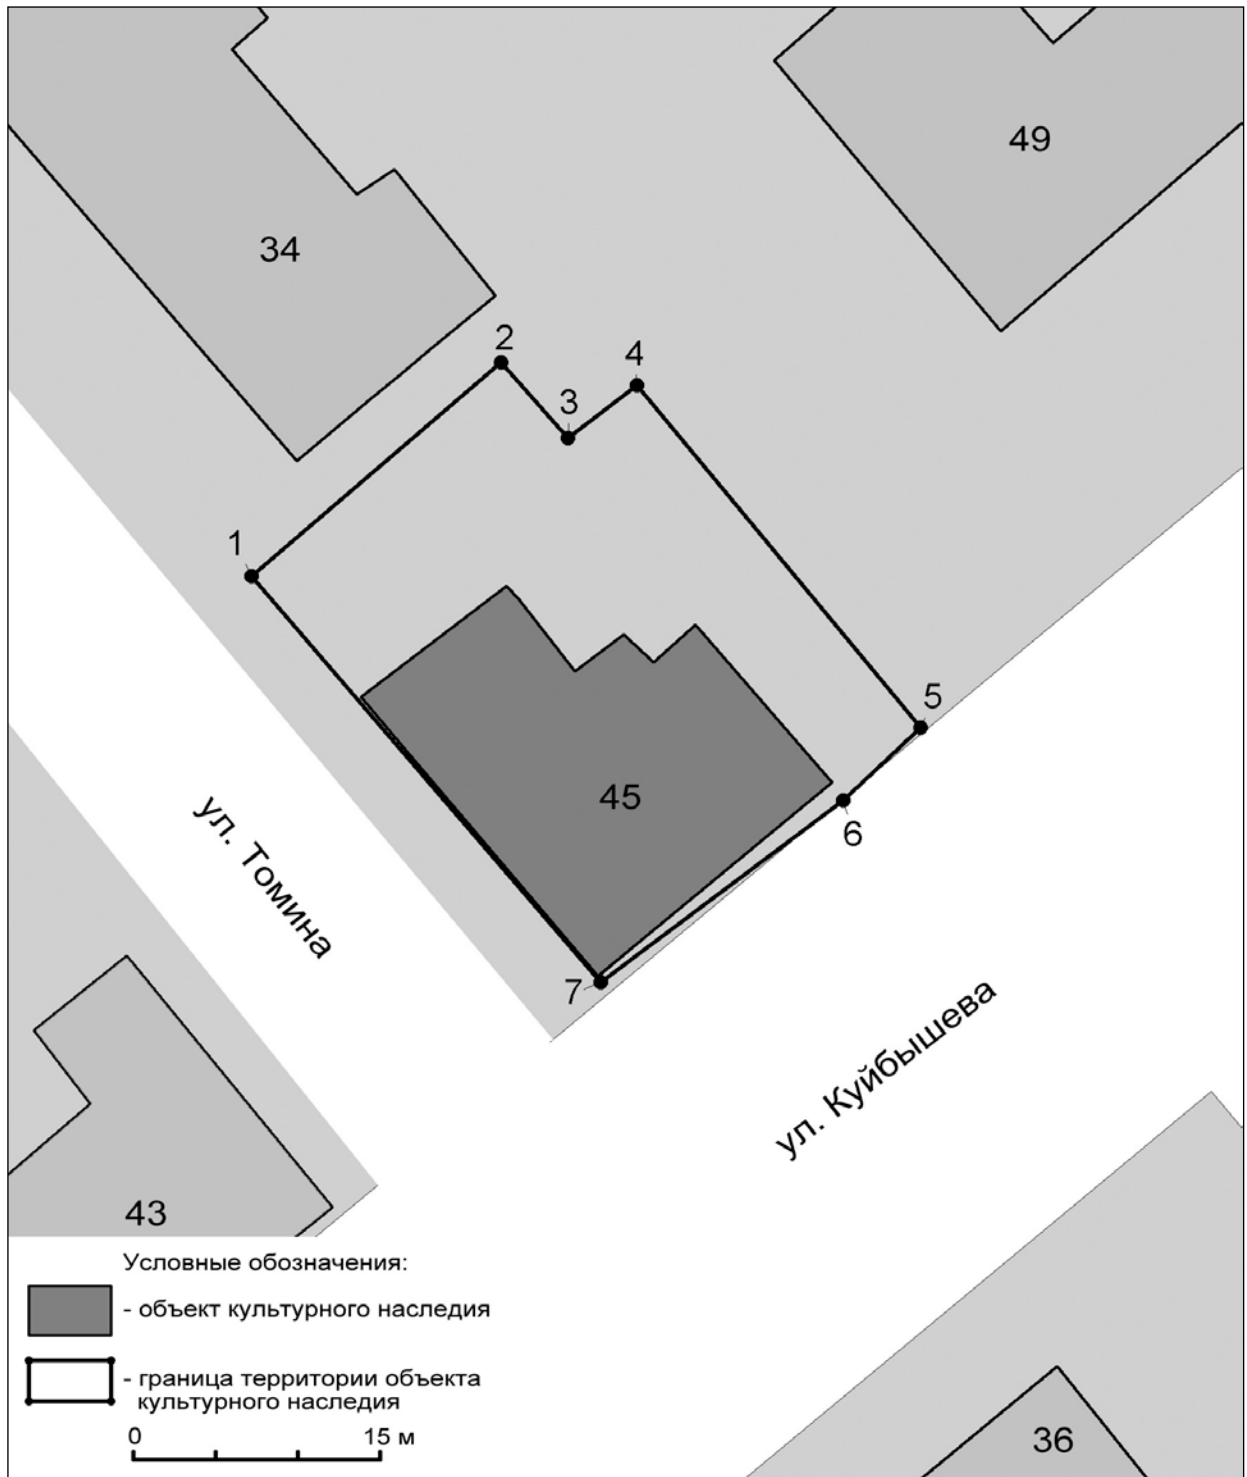 49
34
2
4
3
1
5
45
6
ул. Томина
7
ул. Куйбышева
43
Условные обозначения:
- объект культурного наследия
- граница территории объекта
культурного наследия
0 15 м
36